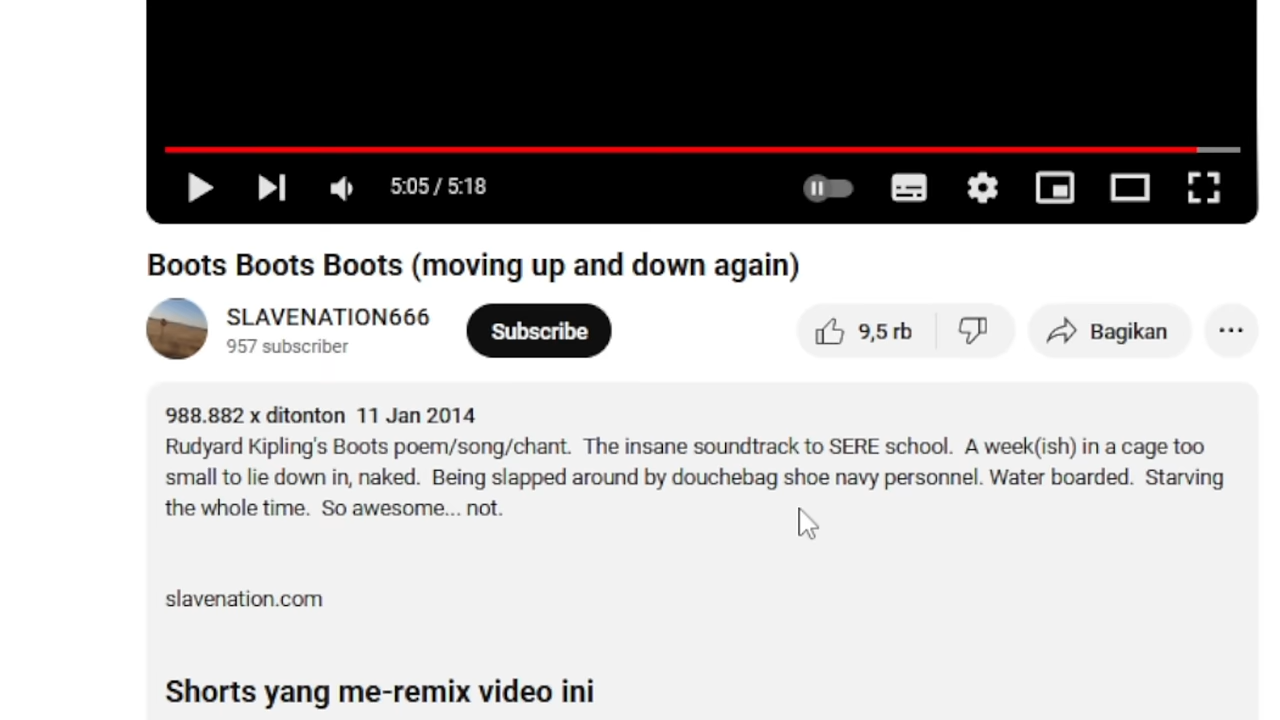 5:05 / 5:18
Boots Boots Boots (moving up and down again)
SLAVENATION666
957 subscriber
Subscribe
9,5 rb
Bagikan
988.882 x ditonton  11 Jan 2014
Rudyard Kipling's Boots poem/song/chant.  The insane soundtrack to SERE school.  A week(ish) in a cage too
small to lie down in, naked.  Being slapped around by douchebag shoe navy personnel. Water boarded.  Starving
the whole time.  So awesome... not.
slavenation.com
Shorts yang me-remix video ini